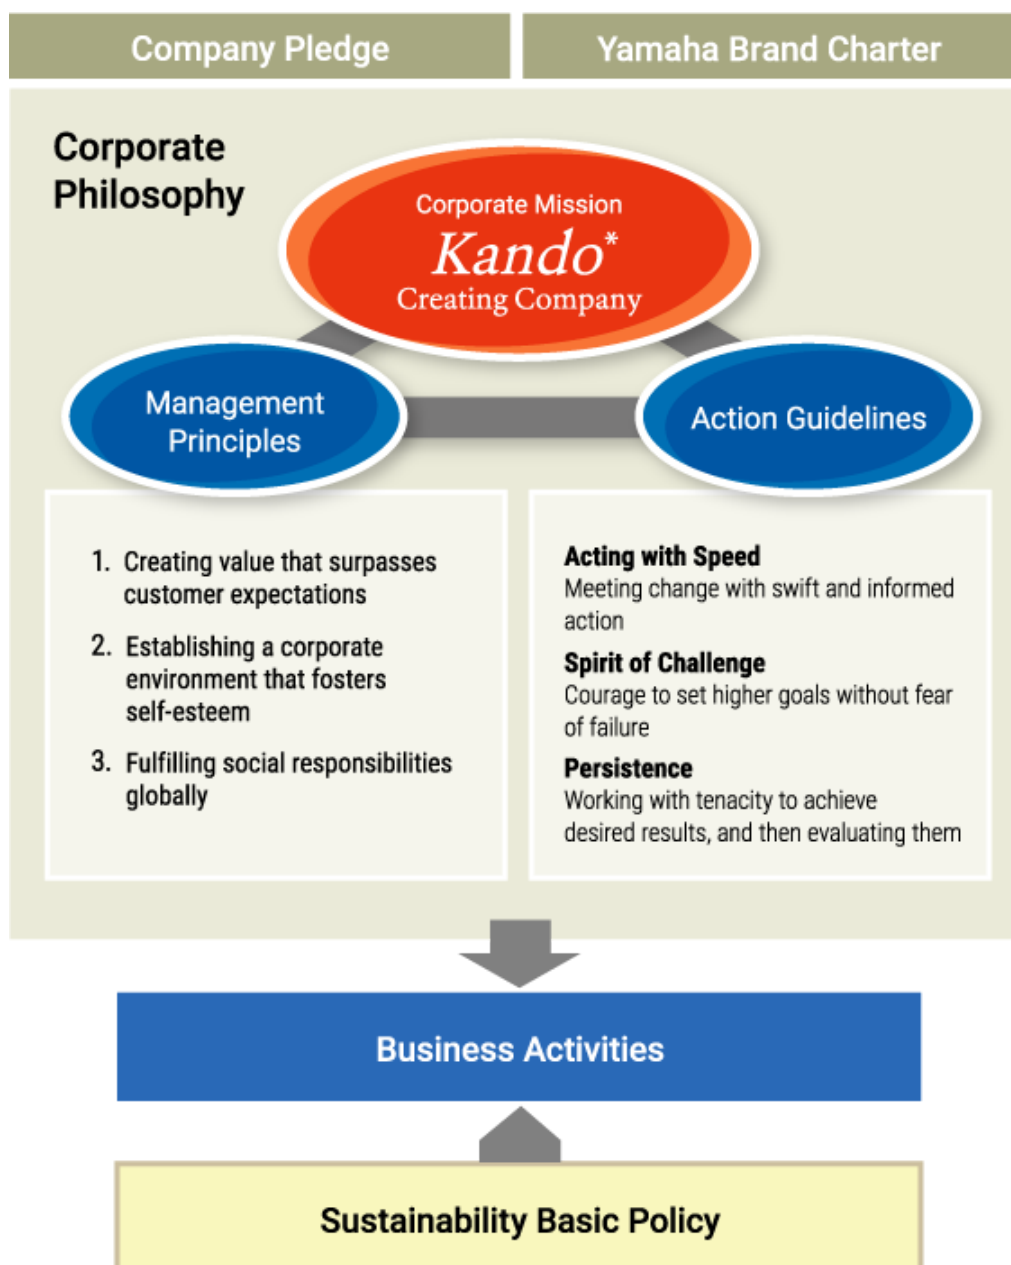 Company Pledge
Yamaha Brand Charter
Corporate
Philosophy
Corporate Mission
Kando*
Creating Company
Management
Principles
Action Guidelines
1. Creating value that surpasses
customer expectations
2. Establishing a corporate
environment that fosters
self-esteem
3. Fulfilling social responsibilities
globally
Acting with Speed
Meeting change with swift and informed
action
Spirit of Challenge
Courage to set higher goals without fear
of failure
Persistence
Working with tenacity to achieve
desired results, and then evaluating them
Business Activities
Sustainability Basic Policy